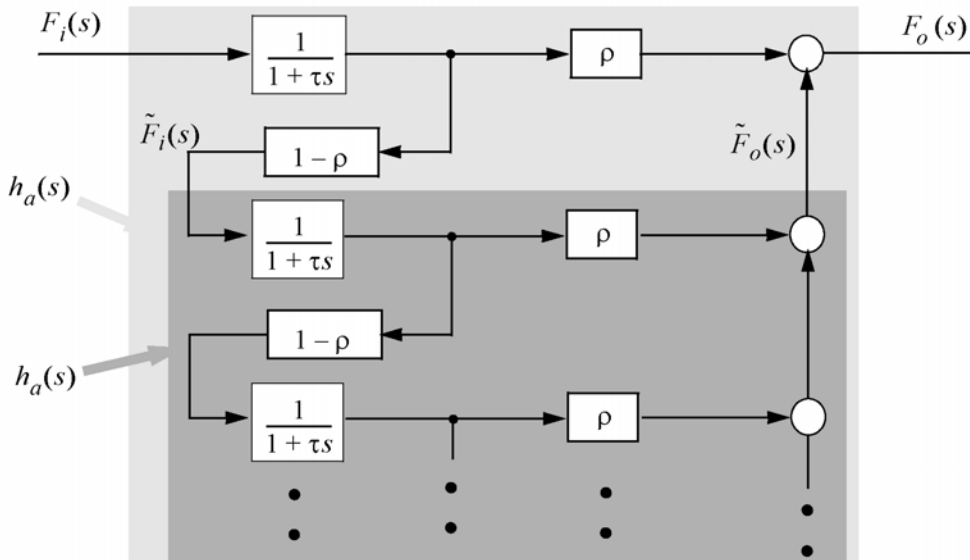 F_i(s)
1
1 + τs
ρ
F_o(s)
F̃_i(s)
1 − ρ
F̃_o(s)
h_a(s)
1
1 + τs
ρ
1 − ρ
h_a(s)
1
1 + τs
ρ